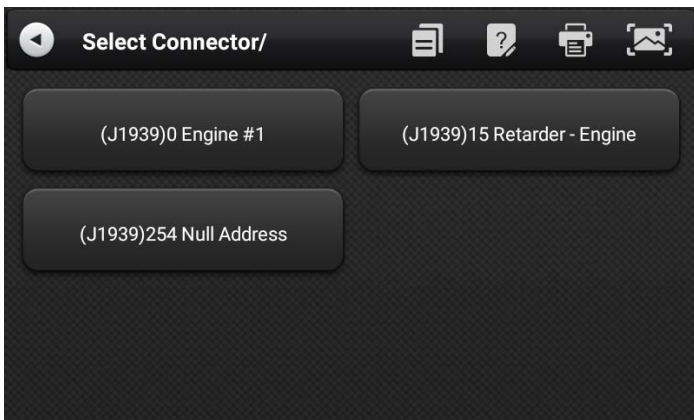 Select Connector/
(J1939)0 Engine #1
(J1939)15 Retarder - Engine
(J1939)254 Null Address